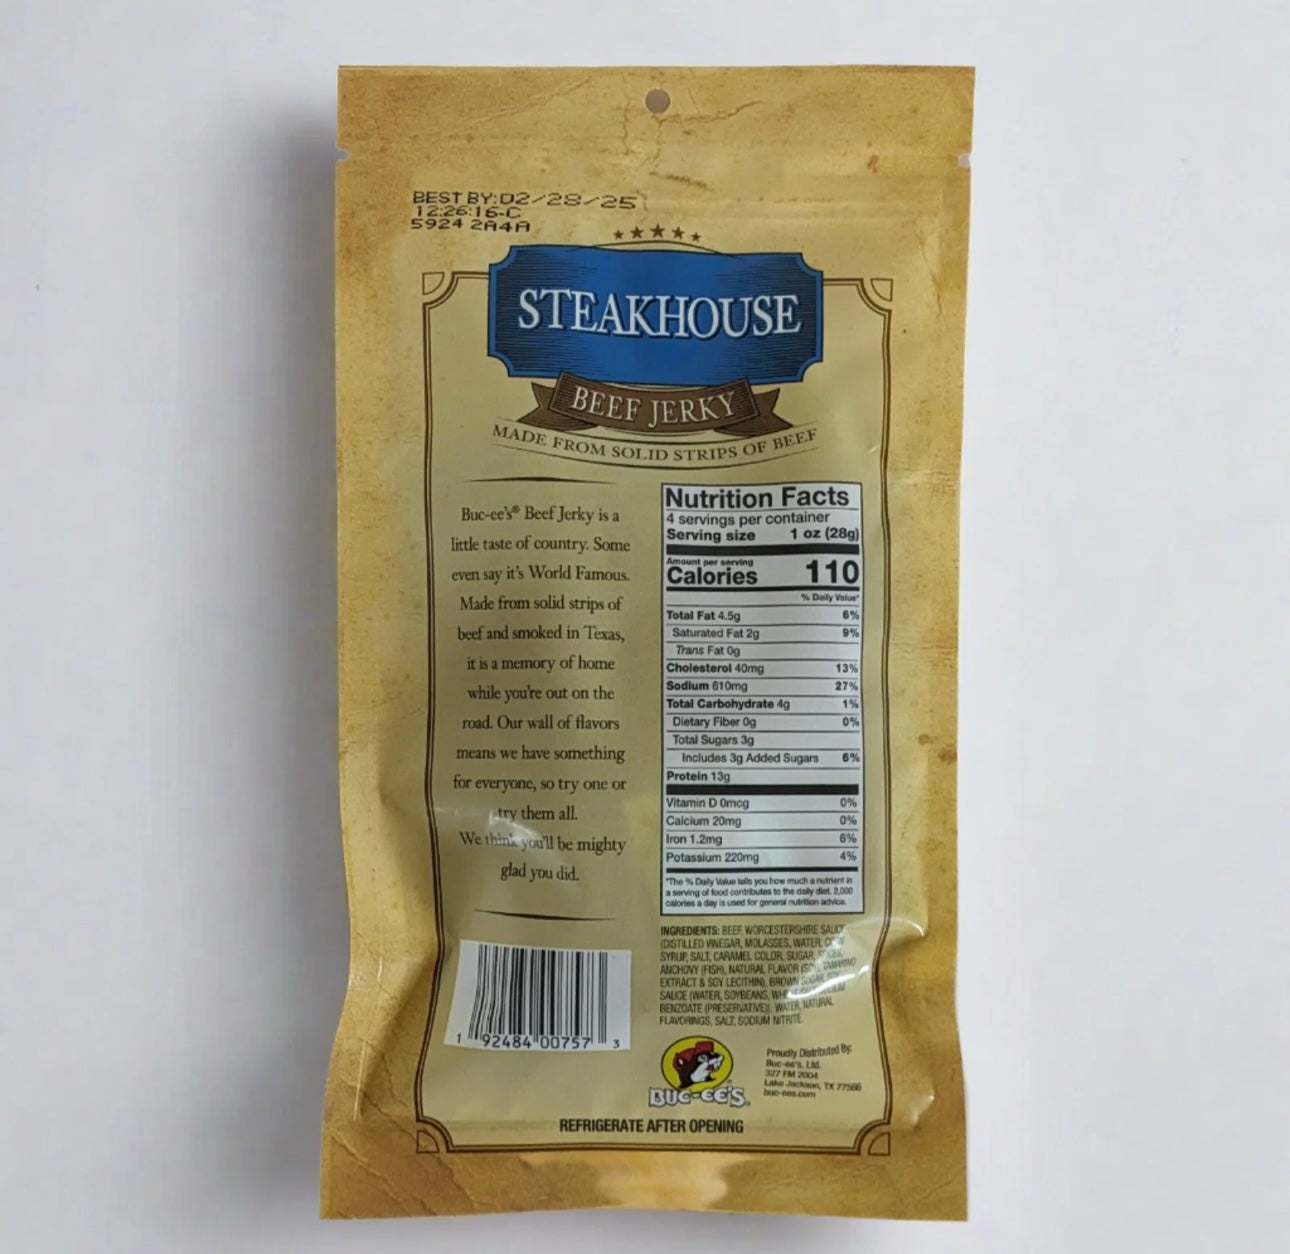 BEST BY:02/28/25
12:26:16-C
5924 2A4A
STEAKHOUSE
BEEF JERKY
MADE FROM SOLID STRIPS OF BEEF
Buc-ee's® Beef Jerky is a
little taste of country. Some
even say it's World Famous.
Made from solid strips of
beef and smoked in Texas,
it is a memory of home
while you're out on the
road. Our wall of flavors
means we have something
for everyone, so try one or
try them all.
We think you'll be mighty
glad you did.
Nutrition Facts
4 servings per container
Serving size 1 oz (28g)
Amount per serving
Calories 110
% Daily Value*
Total Fat 4.5g 6%
Saturated Fat 2g 9%
Trans Fat 0g
Cholesterol 40mg 13%
Sodium 610mg 27%
Total Carbohydrate 4g 1%
Dietary Fiber 0g 0%
Total Sugars 3g
Includes 3g Added Sugars 6%
Protein 13g
Vitamin D 0mcg 0%
Calcium 20mg 0%
Iron 1.2mg 6%
Potassium 220mg 4%
*The % Daily Value tells you how much a nutrient in
a serving of food contributes to the daily diet. 2,000
calories a day is used for general nutrition advice.
INGREDIENTS: BEEF, WORCESTERSHIRE SAUCE
(DISTILLED VINEGAR, MOLASSES, WATER, CORN
SYRUP, SALT, CARAMEL COLOR, SUGAR, SPICES,
ANCHOVY (FISH), NATURAL FLAVOR (SOY), TAMARIND
EXTRACT & SOY LECITHIN), BROWN SUGAR, SOY
SAUCE (WATER, SOYBEANS,
BENZOATE (PRESERVATIVE)), WATER, NATURAL
FLAVORINGS, SALT, SODIUM NITRITE.
1 92484 00757 3
BUC-EE'S
Proudly Distributed By:
Buc-ee's, Ltd.
327 FM 2004
Lake Jackson, TX 77566
buc-ees.com
REFRIGERATE AFTER OPENING